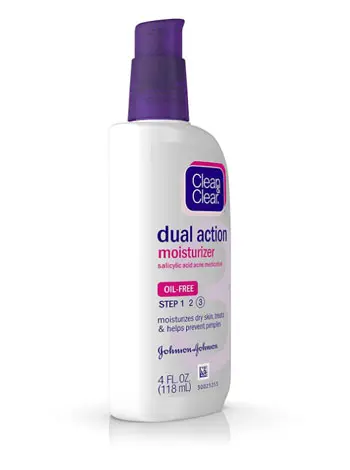 Clean &
Clear.
dual action
moisturizer
salicylic acid acne medication
OIL-FREE
STEP 1 2 3
moisturizes dry skin, treats
& helps prevent pimples
Johnson & Johnson
4 FL. OZ.
(118 mL)